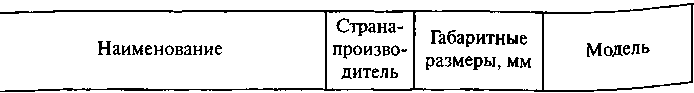 Наименование
Страна-
произво-
дитель
Габаритные
размеры, мм
Модель